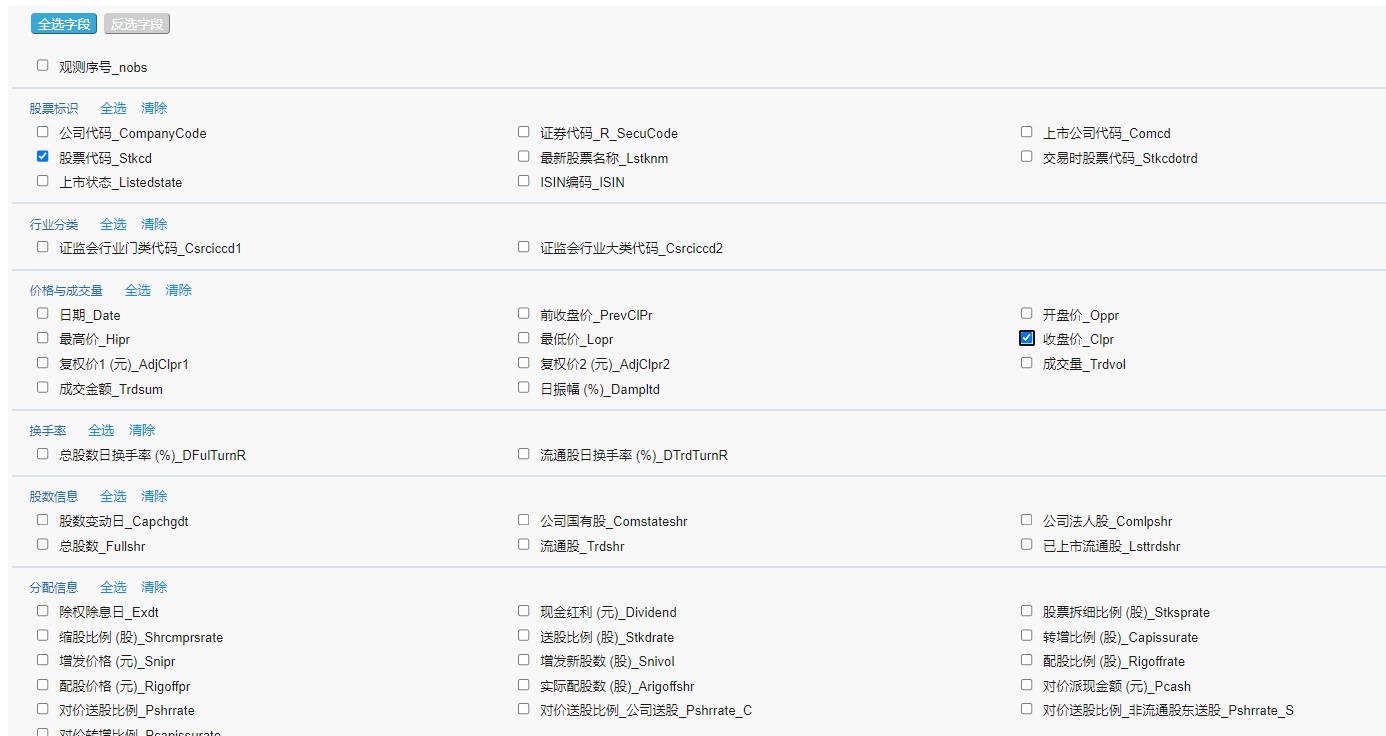 全选字段 反选字段
观测序号_nobs
股票标识 全选 清除
公司代码_CompanyCode 证券代码_R_SecuCode 上市公司代码_Comcd
股票代码_Stkcd 最新股票名称_Lstknm 交易时股票代码_Stkcdotrd
上市状态_Listedstate ISIN编码_ISIN
行业分类 全选 清除
证监会行业门类代码_Csrciccd1 证监会行业大类代码_Csrciccd2
价格与成交量 全选 清除
日期_Date 前收盘价_PrevClPr 开盘价_Oppr
最高价_Hipr 最低价_Lopr 收盘价_Clpr
复权价1 (元)_AdjClpr1 复权价2 (元)_AdjClpr2 成交量_Trdvol
成交金额_Trdsum 日振幅 (%)_Dampltd
换手率 全选 清除
总股数日换手率 (%)_DFulTurnR 流通股日换手率 (%)_DTrdTurnR
股数信息 全选 清除
股数变动日_Capchgdt 公司国有股_Comstateshr 公司法人股_Comlpshr
总股数_Fullshr 流通股_Trdshr 已上市流通股_Lsttrdshr
分配信息 全选 清除
除权除息日_Exdt 现金红利 (元)_Dividend 股票拆细比例 (股)_Stksprate
缩股比例 (股)_Shrcmprsrate 送股比例 (股)_Stkdrate 转增比例 (股)_Capissurate
增发价格 (元)_Snipr 增发新股数 (股)_Snivol 配股比例 (股)_Rigoffrate
配股价格 (元)_Rigoffpr 实际配股数 (股)_Arigoffshr 对价派现金额 (元)_Pcash
对价送股比例_Pshrrate 对价送股比例_公司送股_Pshrrate_C 对价送股比例_非流通股东送股_Pshrrate_S
对价转增比例_Pcapissurate